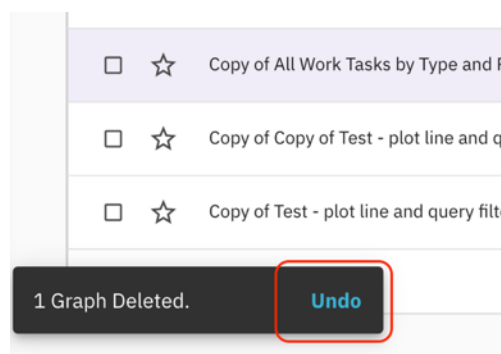 Copy of All Work Tasks by Type and
Copy of Copy of Test - plot line and
Copy of Test - plot line and query
1 Graph Deleted.
Undo